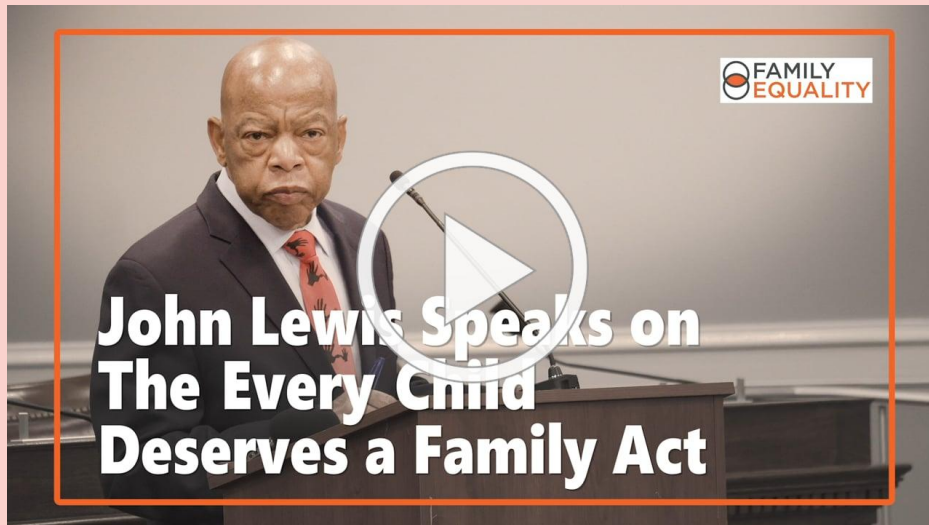 FAMILY
EQUALITY
John Lewis Speaks on
The Every Child
Deserves a Family Act